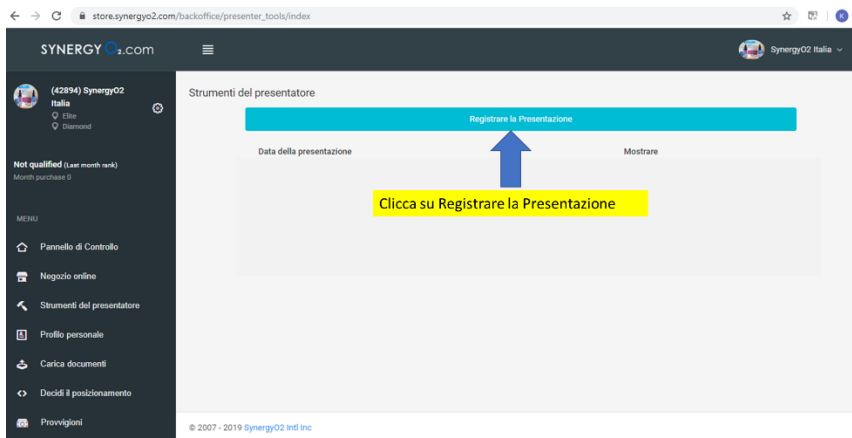 store.synergyo2.com/backoffice/presenter_tools/index
K
SYNERGY O2.com
SynergyO2 Italia
(42894) SynergyO2
Italia
Elite
Diamond
Not qualified (Last month rank)
Month purchase 0
MENU
Pannello di Controllo
Negozio online
Strumenti del presentatore
Profilo personale
Carica documenti
Decidi il posizionamento
Provvigioni
Strumenti del presentatore
Registrare la Presentazione
Data della presentazione
Mostrare
Clicca su Registrare la Presentazione
© 2007 - 2019 SynergyO2 Intl Inc